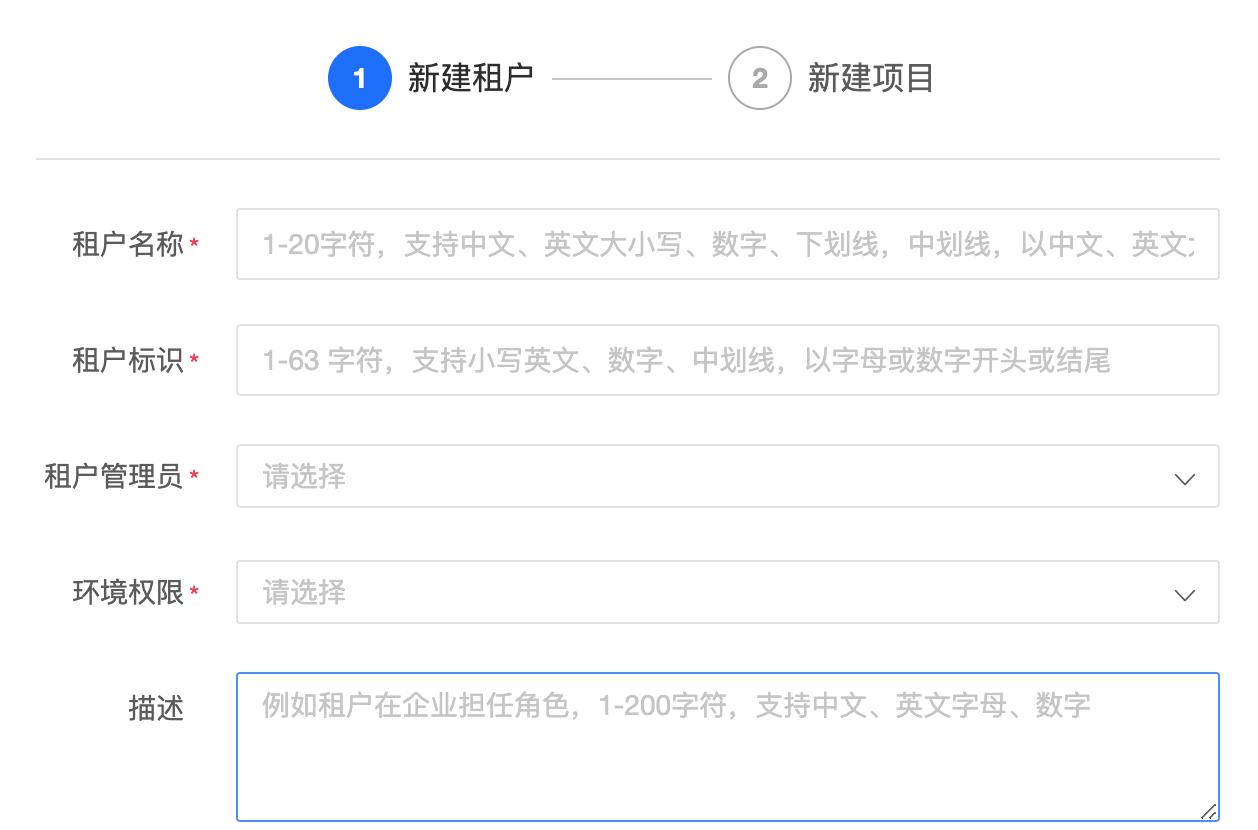 1 新建租户 2 新建项目
租户名称* 1-20字符，支持中文、英文大小写、数字、下划线，中划线，以中文、英文
租户标识* 1-63 字符，支持小写英文、数字、中划线，以字母或数字开头或结尾
租户管理员* 请选择
环境权限* 请选择
描述 例如租户在企业担任角色，1-200字符，支持中文、英文字母、数字